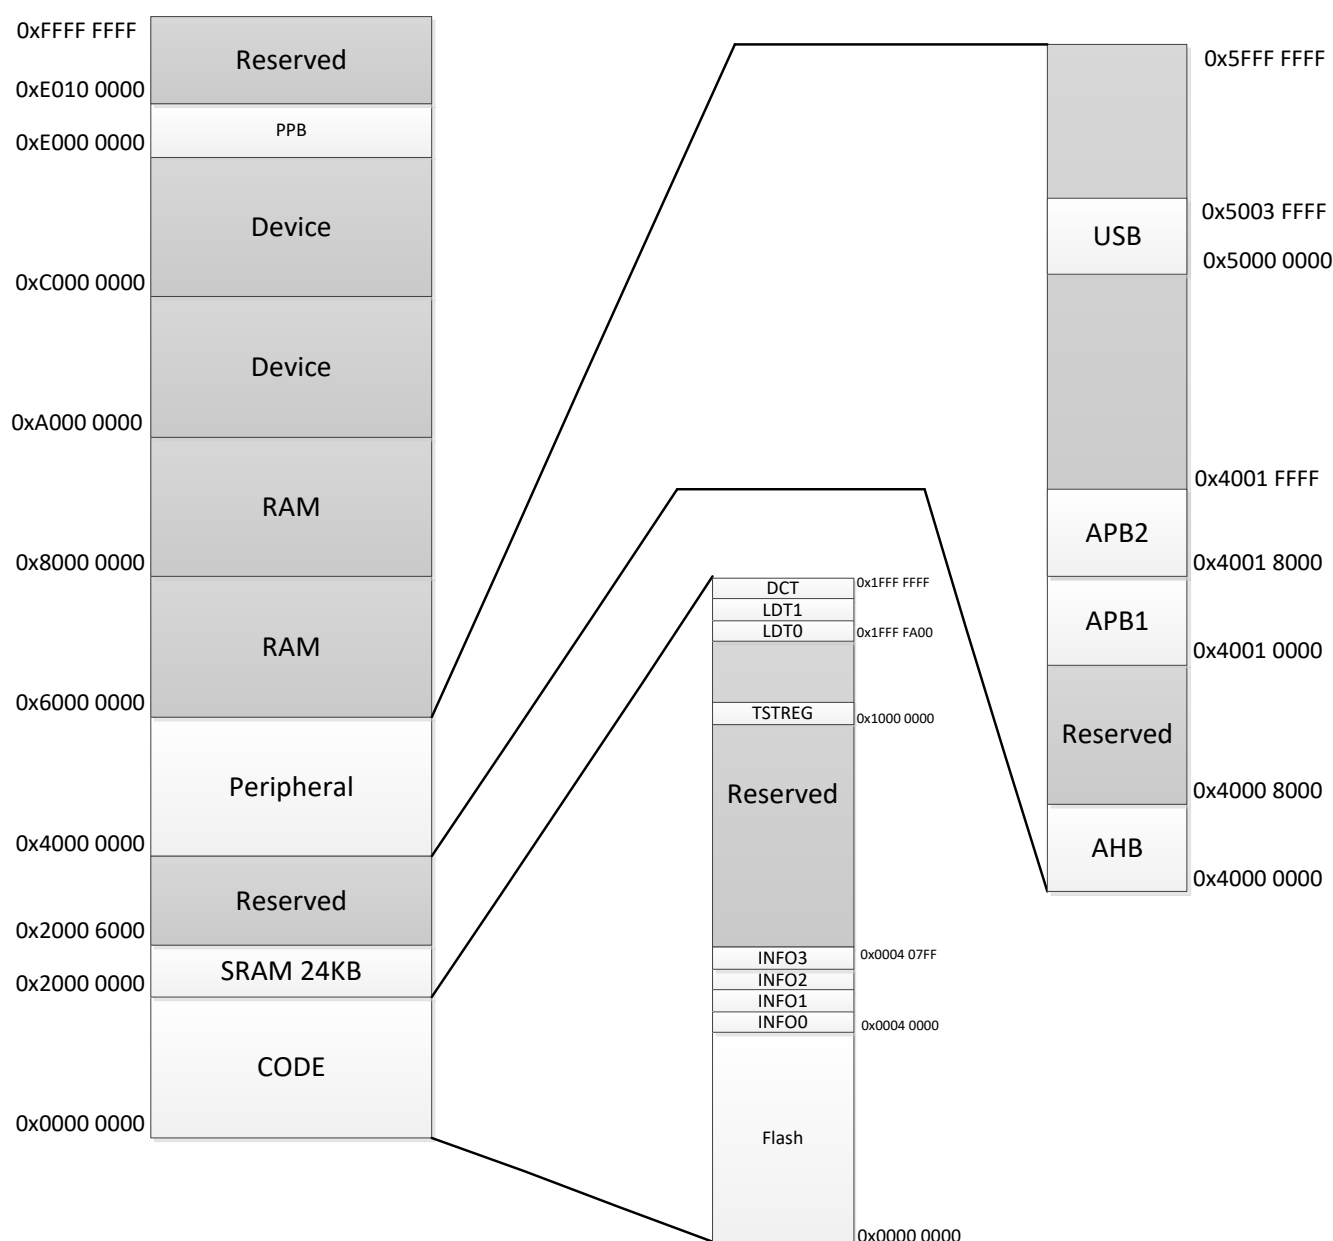 0xFFFF FFFF
Reserved
0xE010 0000
PPB
0xE000 0000
Device
0xC000 0000
Device
0xA000 0000
RAM
0x8000 0000
RAM
0x6000 0000
Peripheral
0x4000 0000
Reserved
0x2000 6000
SRAM 24KB
0x2000 0000
CODE
0x0000 0000
DCT
0x1FFF FFFF
LDT1
LDT0
0x1FFF FA00
TSTREG
0x1000 0000
Reserved
INFO3
0x0004 07FF
INFO2
INFO1
INFO0
0x0004 0000
Flash
0x0000 0000
0x5FFF FFFF
0x5003 FFFF
USB
0x5000 0000
0x4001 FFFF
APB2
0x4001 8000
APB1
0x4001 0000
Reserved
0x4000 8000
AHB
0x4000 0000